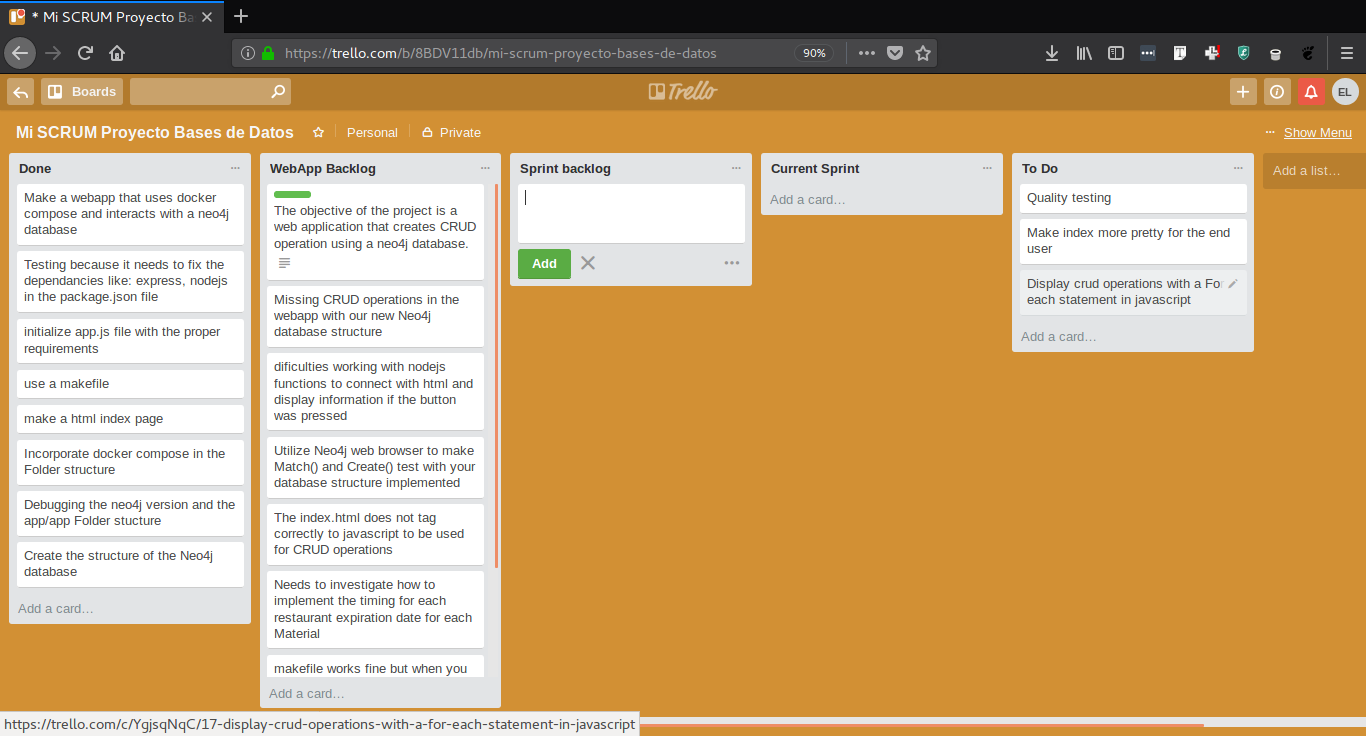 * Mi SCRUM Proyecto Ba
https://trello.com/b/8BDV11db/mi-scrum-proyecto-bases-de-datos
90%
Boards
Trello
EL
Mi SCRUM Proyecto Bases de Datos
Personal
Private
Show Menu
Done
Make a webapp that uses docker
compose and interacts with a neo4j
database
Testing because it needs to fix the
dependancies like: express, nodejs
in the package.json file
initialize app.js file with the proper
requirements
use a makefile
make a html index page
Incorporate docker compose in the
Folder structure
Debugging the neo4j version and the
app/app Folder stucture
Create the structure of the Neo4j
database
Add a card…
WebApp Backlog
The objective of the project is a
web application that creates CRUD
operation using a neo4j database.
Missing CRUD operations in the
webapp with our new Neo4j
database structure
dificulties working with nodejs
functions to connect with html and
display information if the button
was pressed
Utilize Neo4j web browser to make
Match() and Create() test with your
database structure implemented
The index.html does not tag
correctly to javascript to be used
for CRUD operations
Needs to investigate how to
implement the timing for each
restaurant expiration date for each
Material
makefile works fine but when you
Add a card…
Sprint backlog
Add
Current Sprint
Add a card…
To Do
Quality testing
Make index more pretty for the end
user
Display crud operations with a For
each statement in javascript
Add a card…
Add a list…
https://trello.com/c/YgjsqNqC/17-display-crud-operations-with-a-for-each-statement-in-javascript